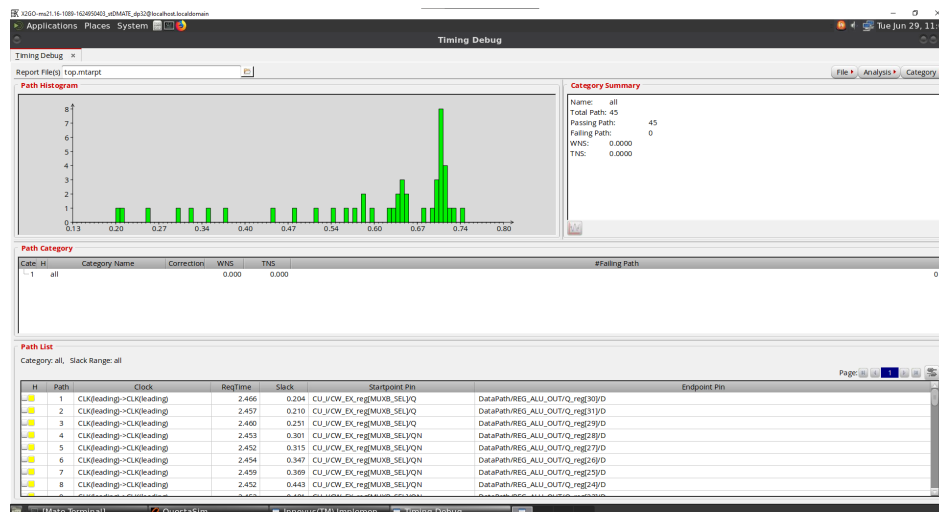 X2GO-ms21.16-1089-1624950403_stDMATE_dp32@localhost.localdomain
Applications Places System
Tue Jun 29, 11:
Timing Debug
Timing Debug ×
Report File(s) top.mtarpt
File Analysis Category
Path Histogram
8
7
6
5
4
3
2
1
0
0.13 0.20 0.27 0.34 0.40 0.47 0.54 0.60 0.67 0.74 0.80
Category Summary
Name: all
Total Path: 45
Passing Path: 45
Failing Path: 0
WNS: 0.0000
TNS: 0.0000
Path Category
Cate H Category Name Correction WNS TNS #Failing Path
1 all 0.000 0.000 0
Path List
Category: all, Slack Range: all
Page: 1
H Path Clock ReqTime Slack Startpoint Pin Endpoint Pin
1 CLK(leading)->CLK(leading) 2.466 0.204 CU_I/CW_EX_reg[MUXB_SEL]/Q DataPath/REG_ALU_OUT/Q_reg[30]/D
2 CLK(leading)->CLK(leading) 2.457 0.210 CU_I/CW_EX_reg[MUXB_SEL]/Q DataPath/REG_ALU_OUT/Q_reg[31]/D
3 CLK(leading)->CLK(leading) 2.460 0.251 CU_I/CW_EX_reg[MUXB_SEL]/Q DataPath/REG_ALU_OUT/Q_reg[29]/D
4 CLK(leading)->CLK(leading) 2.453 0.301 CU_I/CW_EX_reg[MUXB_SEL]/QN DataPath/REG_ALU_OUT/Q_reg[28]/D
5 CLK(leading)->CLK(leading) 2.452 0.315 CU_I/CW_EX_reg[MUXB_SEL]/QN DataPath/REG_ALU_OUT/Q_reg[27]/D
6 CLK(leading)->CLK(leading) 2.454 0.347 CU_I/CW_EX_reg[MUXB_SEL]/QN DataPath/REG_ALU_OUT/Q_reg[26]/D
7 CLK(leading)->CLK(leading) 2.459 0.369 CU_I/CW_EX_reg[MUXB_SEL]/QN DataPath/REG_ALU_OUT/Q_reg[25]/D
8 CLK(leading)->CLK(leading) 2.452 0.443 CU_I/CW_EX_reg[MUXB_SEL]/QN DataPath/REG_ALU_OUT/Q_reg[24]/D
[Mate Terminal] QuestaSim Innovus(TM) Implemen Timing Debug